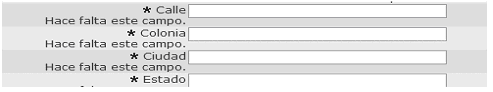 * Calle
Hace falta este campo.
* Colonia
Hace falta este campo.
* Ciudad
Hace falta este campo.
* Estado